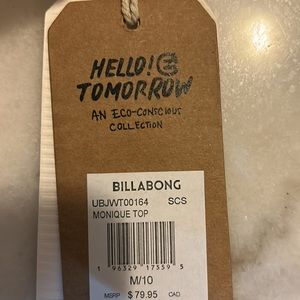 HELLO!
TOMORROW
AN ECO-CONSCIOUS
COLLECTION
BILLABONG
UBJWT00164 SCS
MONIQUE TOP
1 96329 17559 5
M/10
MSRP $79.95 CAD